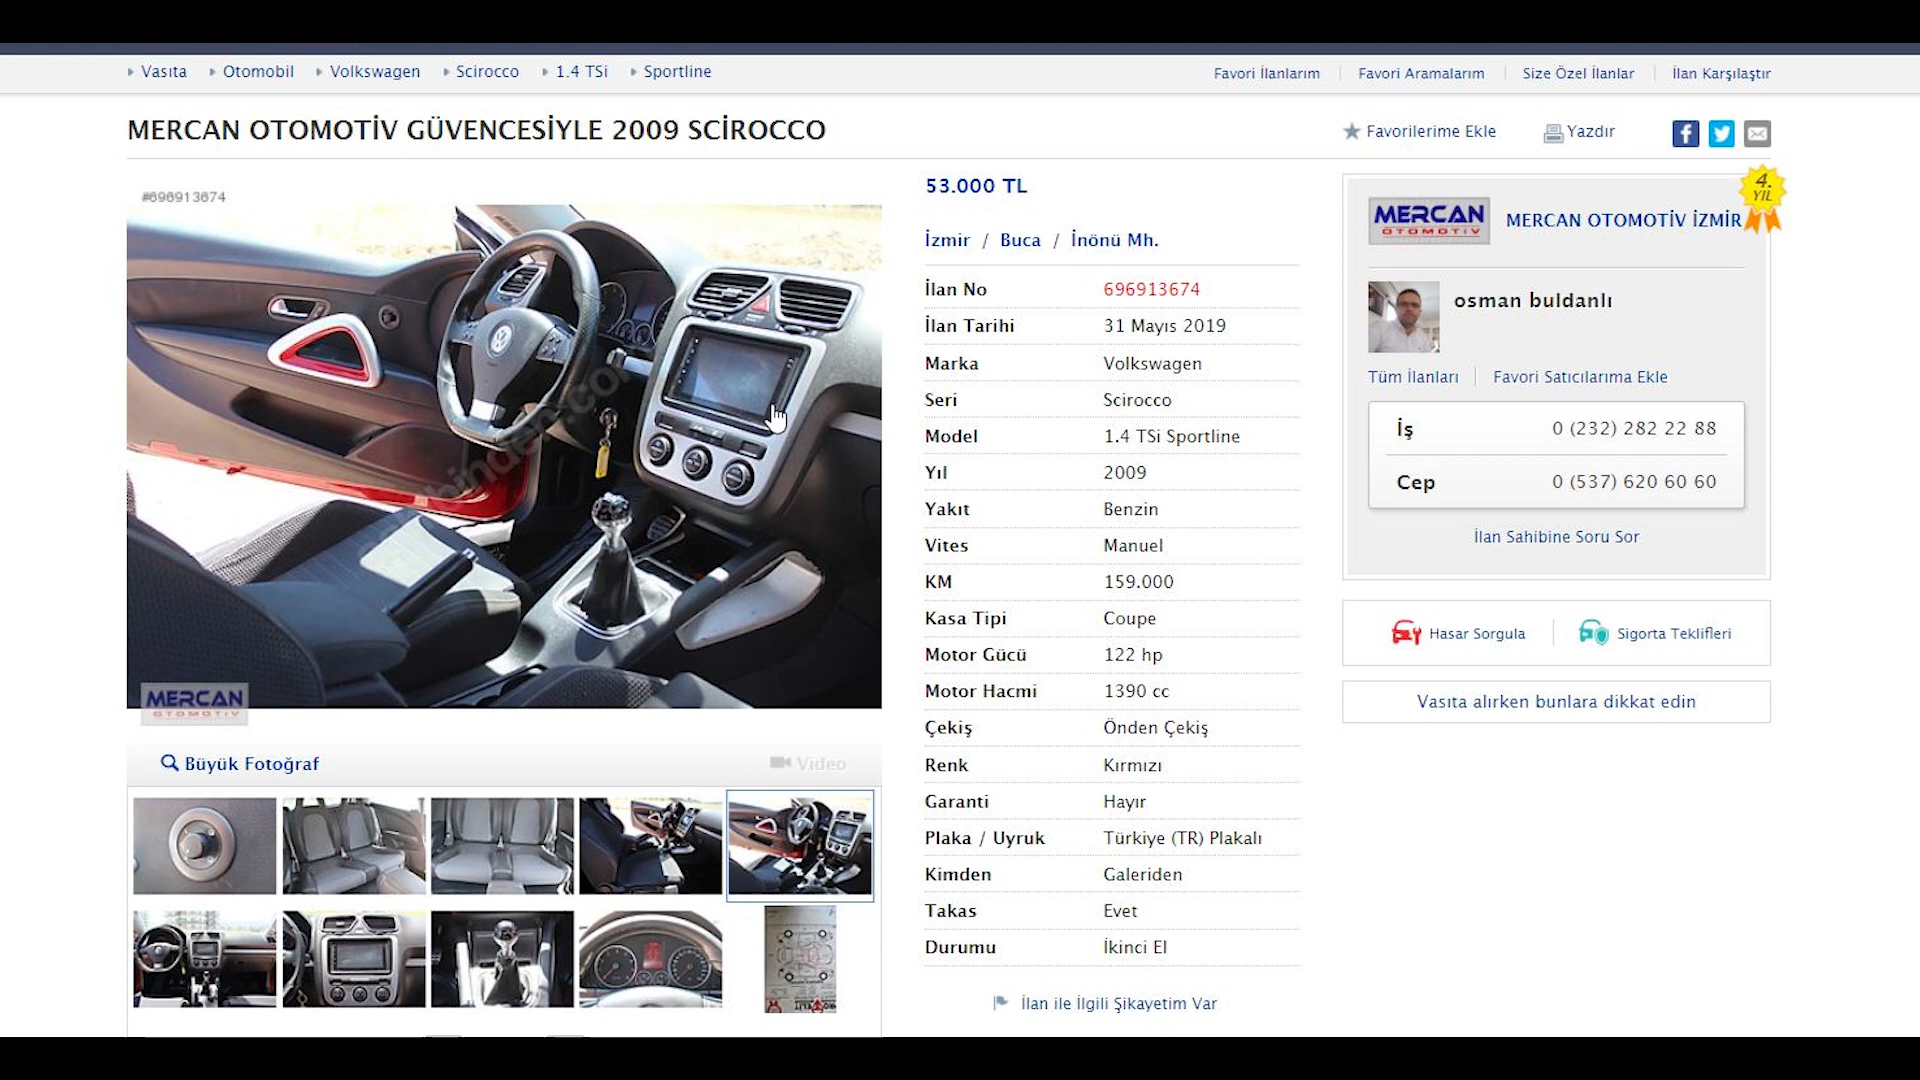 Vasıta Otomobil Volkswagen Scirocco 1.4 TSi Sportline
Favori İlanlarım Favori Aramalarım Size Özel İlanlar İlan Karşılaştır
MERCAN OTOMOTİV GÜVENCESİYLE 2009 SCİROCCO
Favorilerime Ekle Yazdır
#696913674
MERCAN
OTOMOTİV
Büyük Fotoğraf Video
53.000 TL
İzmir / Buca / İnönü Mh.
İlan No 696913674
İlan Tarihi 31 Mayıs 2019
Marka Volkswagen
Seri Scirocco
Model 1.4 TSi Sportline
Yıl 2009
Yakıt Benzin
Vites Manuel
KM 159.000
Kasa Tipi Coupe
Motor Gücü 122 hp
Motor Hacmi 1390 cc
Çekiş Önden Çekiş
Renk Kırmızı
Garanti Hayır
Plaka / Uyruk Türkiye (TR) Plakalı
Kimden Galeriden
Takas Evet
Durumu İkinci El
İlan ile İlgili Şikayetim Var
4.
YIL
MERCAN
OTOMOTİV
MERCAN OTOMOTİV İZMİR
osman buldanlı
Tüm İlanları Favori Satıcılarıma Ekle
İş 0 (232) 282 22 88
Cep 0 (537) 620 60 60
İlan Sahibine Soru Sor
Hasar Sorgula Sigorta Teklifleri
Vasıta alırken bunlara dikkat edin